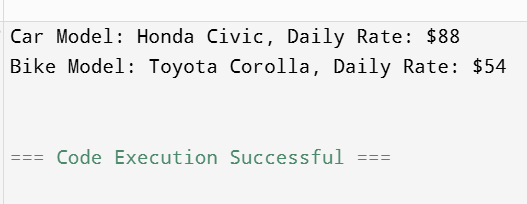 Car Model: Honda Civic, Daily Rate: $88
Bike Model: Toyota Corolla, Daily Rate: $54
=== Code Execution Successful ===